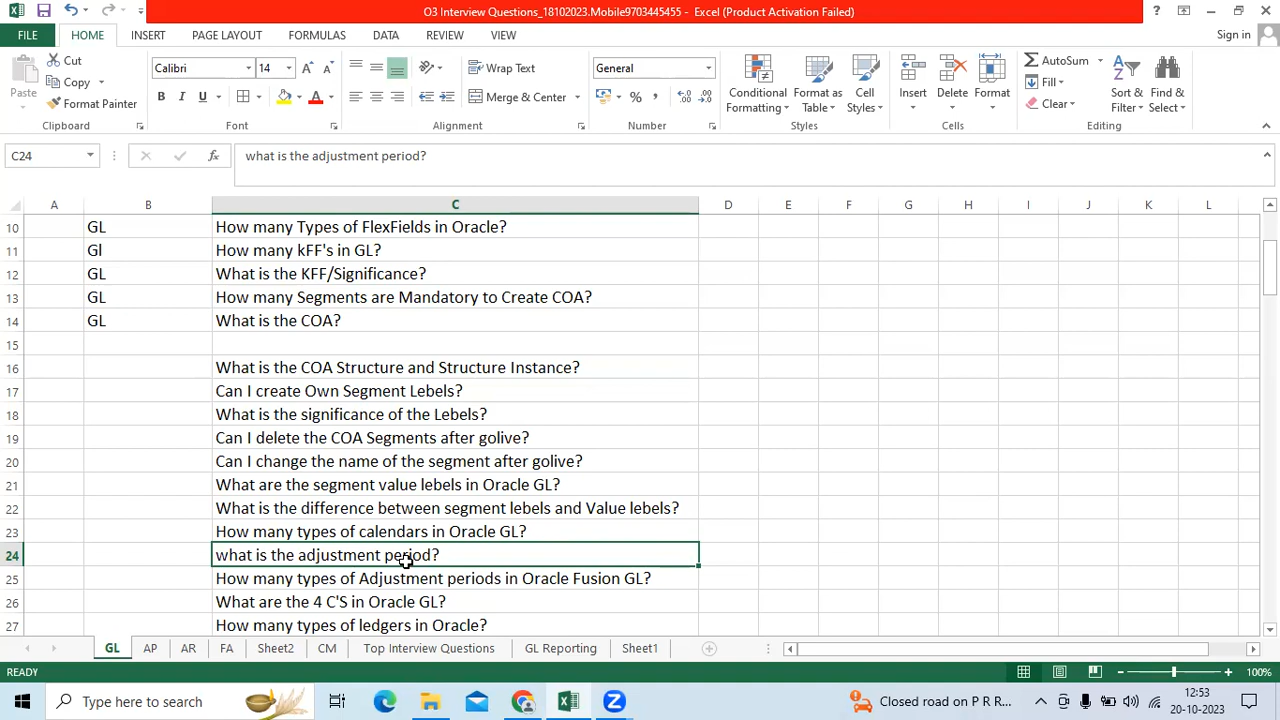 O3 Interview Questions_18102023.Mobile9703445455 - Excel (Product Activation Failed)
FILE HOME INSERT PAGE LAYOUT FORMULAS DATA REVIEW VIEW Sign in
Cut
Copy
Format Painter
Paste
Clipboard
Calibri 14
B I U
Font
Wrap Text
Merge & Center
Alignment
General
Number
Conditional Formatting
Format as Table
Cell Styles
Styles
Insert Delete Format
Cells
AutoSum
Fill
Clear
Sort & Filter
Find & Select
Editing
C24 fx what is the adjustment period?
A B C D E F G H I J K L
10 GL How many Types of FlexFields in Oracle?
11 Gl How many kFF's in GL?
12 GL What is the KFF/Significance?
13 GL How many Segments are Mandatory to Create COA?
14 GL What is the COA?
15
16 What is the COA Structure and Structure Instance?
17 Can I create Own Segment Lebels?
18 What is the significance of the Lebels?
19 Can I delete the COA Segments after golive?
20 Can I change the name of the segment after golive?
21 What are the segment value lebels in Oracle GL?
22 What is the difference between segment lebels and Value lebels?
23 How many types of calendars in Oracle GL?
24 what is the adjustment period?
25 How many types of Adjustment periods in Oracle Fusion GL?
26 What are the 4 C'S in Oracle GL?
27 How many types of ledgers in Oracle?
GL AP AR FA Sheet2 CM Top Interview Questions GL Reporting Sheet1
READY 100%
Type here to search Closed road on P R R... 12:53
20-10-2023